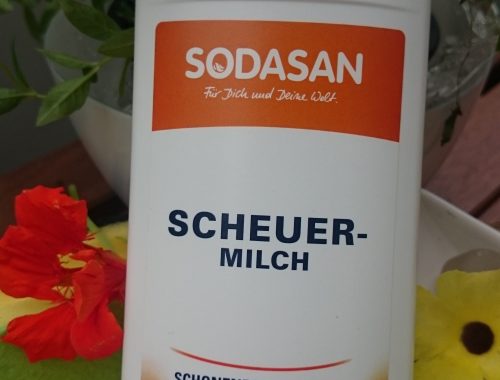 SODASAN
Für Dich und Deine Welt.
SCHEUER-
MILCH